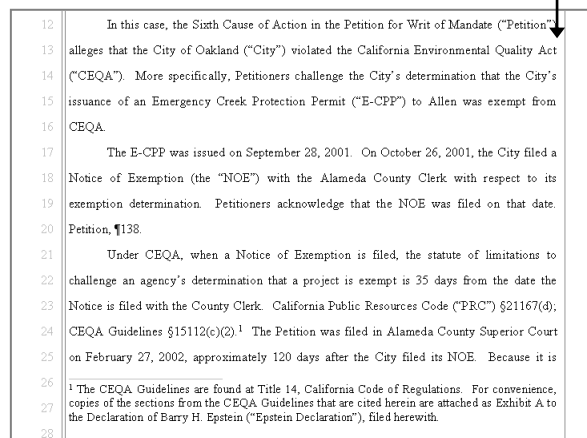 12 In this case, the Sixth Cause of Action in the Petition for Writ of Mandate (“Petition”)
13 alleges that the City of Oakland (“City”) violated the California Environmental Quality Act
14 (“CEQA”). More specifically, Petitioners challenge the City’s determination that the City’s
15 issuance of an Emergency Creek Protection Permit (“E-CPP”) to Allen was exempt from
16 CEQA.
17 The E-CPP was issued on September 28, 2001. On October 26, 2001, the City filed a
18 Notice of Exemption (the “NOE”) with the Alameda County Clerk with respect to its
19 exemption determination. Petitioners acknowledge that the NOE was filed on that date.
20 Petition, ¶138.
21 Under CEQA, when a Notice of Exemption is filed, the statute of limitations to
22 challenge an agency’s determination that a project is exempt is 35 days from the date the
23 Notice is filed with the County Clerk. California Public Resources Code (“PRC”) §21167(d);
24 CEQA Guidelines §15112(c)(2).¹ The Petition was filed in Alameda County Superior Court
25 on February 27, 2002, approximately 120 days after the City filed its NOE. Because it is
26 ¹ The CEQA Guidelines are found at Title 14, California Code of Regulations. For convenience,
27 copies of the sections from the CEQA Guidelines that are cited herein are attached as Exhibit A to
the Declaration of Barry H. Epstein (“Epstein Declaration”), filed herewith.
28